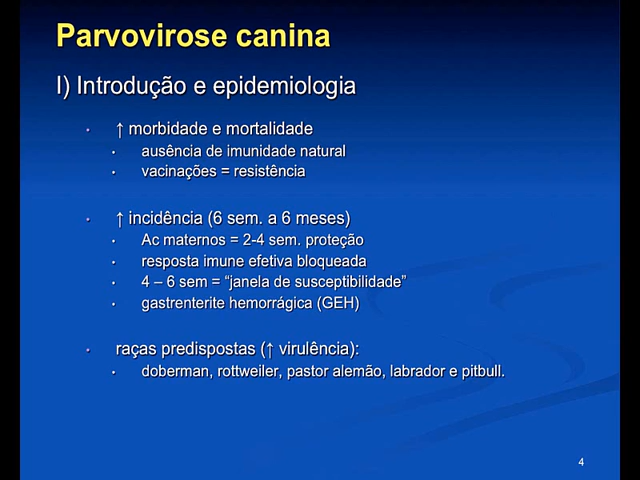 Parvovirose canina
I) Introdução e epidemiologia
• ↑ morbidade e mortalidade
• ausência de imunidade natural
• vacinações = resistência
• ↑ incidência (6 sem. a 6 meses)
• Ac maternos = 2-4 sem. proteção
• resposta imune efetiva bloqueada
• 4 – 6 sem = “janela de susceptibilidade”
• gastrenterite hemorrágica (GEH)
• raças predispostas (↑ virulência):
• doberman, rottweiler, pastor alemão, labrador e pitbull.
4